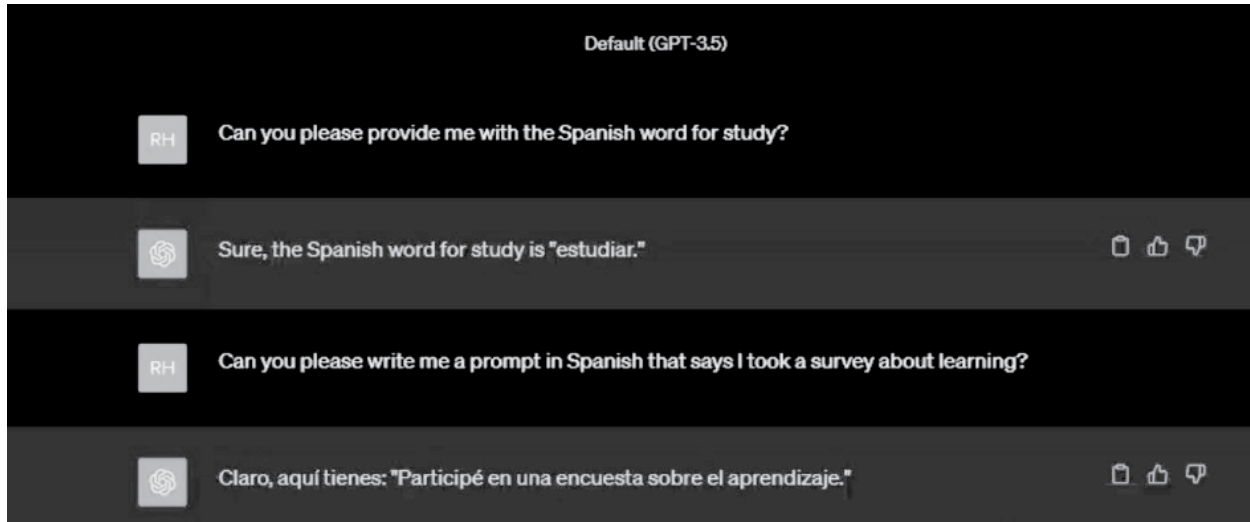 Default (GPT-3.5)
RH
Can you please provide me with the Spanish word for study?
Sure, the Spanish word for study is "estudiar."
RH
Can you please write me a prompt in Spanish that says I took a survey about learning?
Claro, aquí tienes: "Participé en una encuesta sobre el aprendizaje."